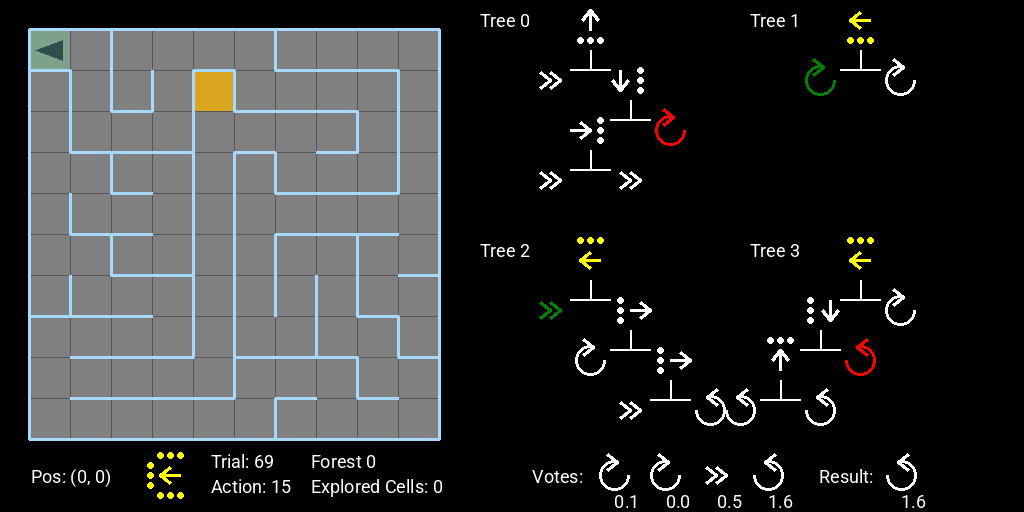 Tree 0
Tree 1
Tree 2
Tree 3
Pos: (0, 0)
Trial: 69
Forest 0
Action: 15
Explored Cells: 0
Votes:
0.1
0.0
0.5
1.6
Result:
1.6